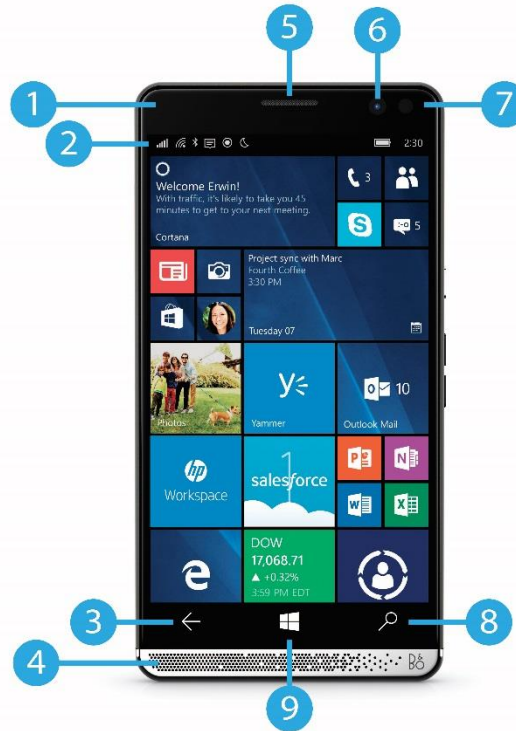 5
6
1
7
2
2:30
Welcome Erwin!
With traffic, it's likely to take you 45
minutes to get to your next meeting.
Cortana
3
S
:-o 5
Project sync with Marc
Fourth Coffee
3:30 PM
Tuesday 07
Photos
Yammer
o 10
Outlook Mail
hp
Workspace
salesforce
1
P
N
W
X
e
DOW
17,068.71
▲ +0.32%
3:59 PM EDT
3
8
4
B&O
9